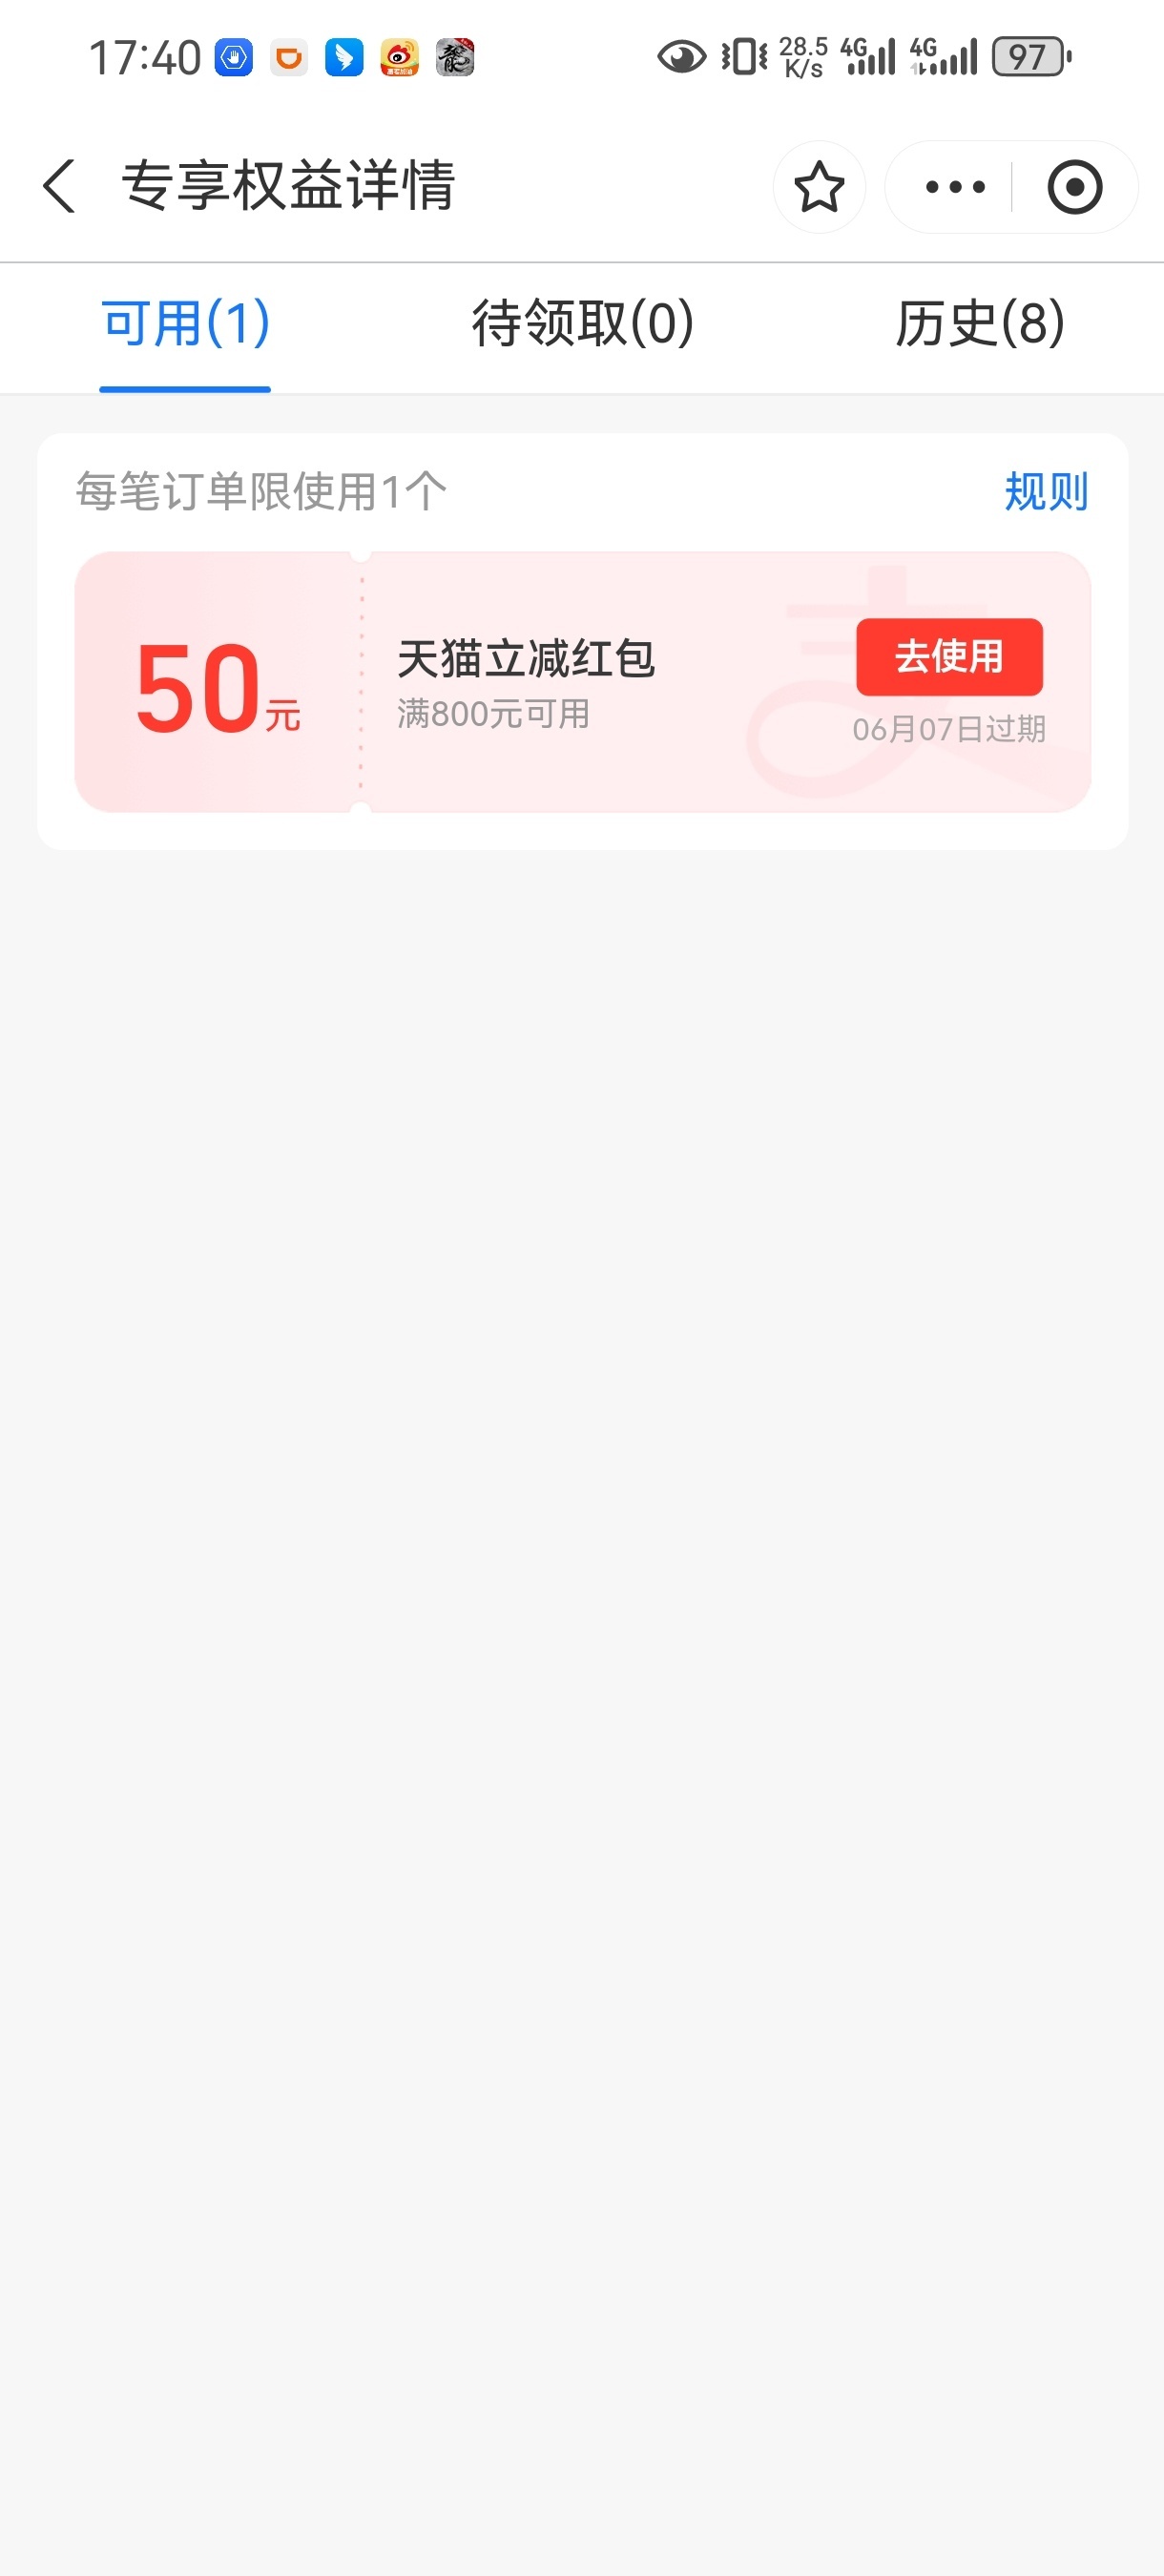 17:40 28.5 K/s 4G 4G 97
专享权益详情
可用(1) 待领取(0) 历史(8)
每笔订单限使用1个 规则
50元 天猫立减红包 去使用
满800元可用 06月07日过期